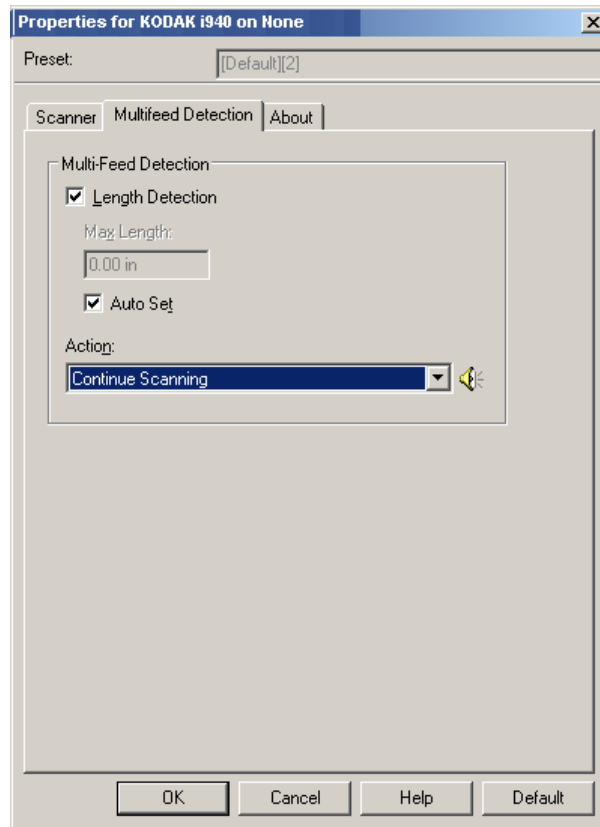 Properties for KODAK i940 on None
Preset: [Default][2]
Scanner Multifeed Detection About
Multi-Feed Detection
Length Detection
Max Length:
0.00 in
Auto Set
Action:
Continue Scanning
OK Cancel Help Default